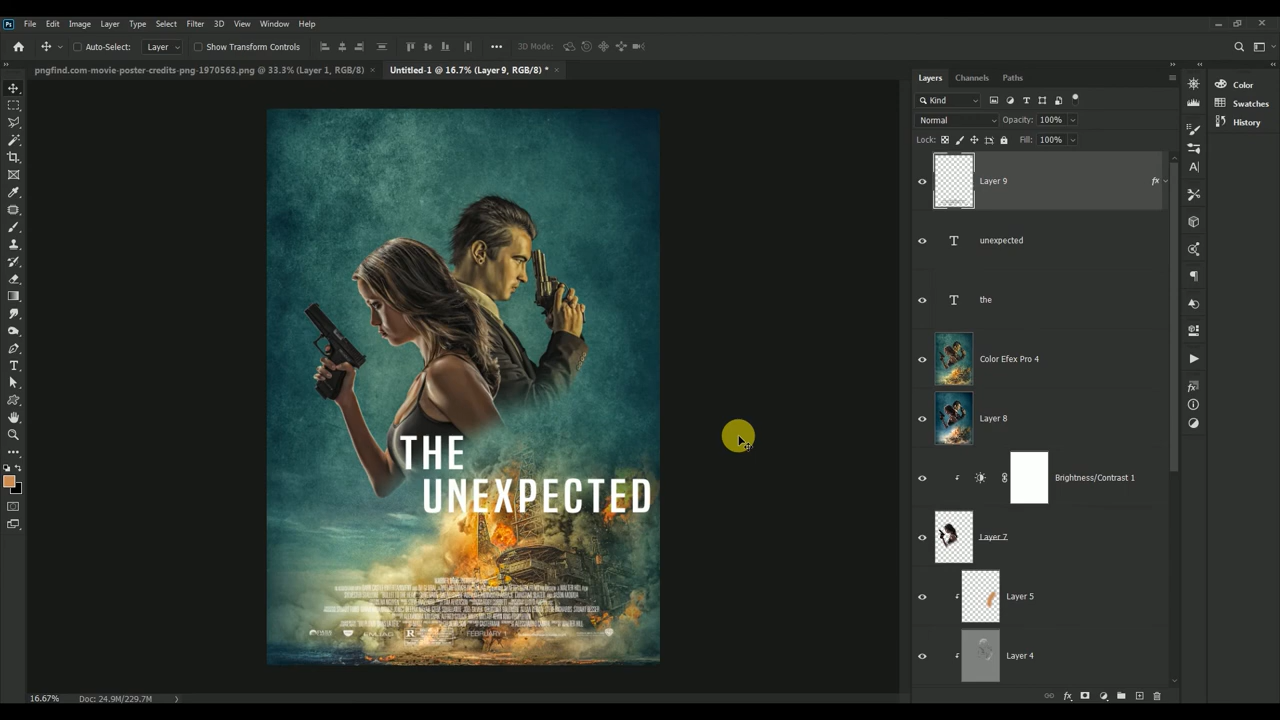 Ps File Edit Image Layer Type Select Filter 3D View Window Help
Auto-Select: Layer Show Transform Controls 3D Mode:
pngfind.com-movie-poster-credits-png-1970563.png @ 33.3% (Layer 1, RGB/8) × Untitled-1 @ 16.7% (Layer 9, RGB/8) * ×
Layers Channels Paths
Kind
Normal Opacity: 100%
Lock: Fill: 100%
Color
Swatches
History
Layer 9 fx
T unexpected
T the
Color Efex Pro 4
Layer 8
Brightness/Contrast 1
Layer 7
Layer 5
Layer 4
THE
UNEXPECTED
FEBRUARY 1
16.67% Doc: 24.9M/229.7M